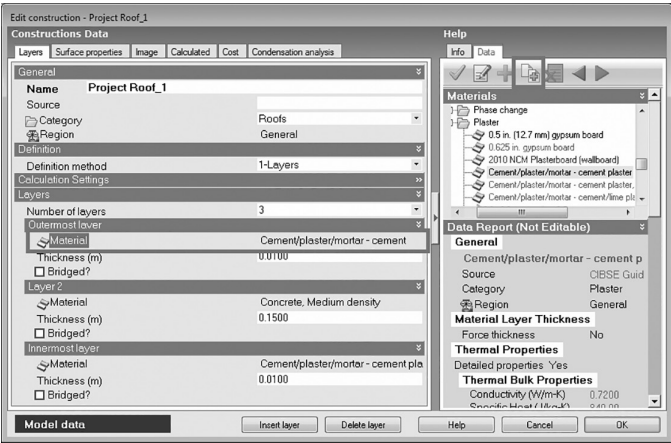 Edit construction - Project Roof_1
Constructions Data
Layers Surface properties Image Calculated Cost Condensation analysis
General
Name Project Roof_1
Source
Category Roofs
Region General
Definition
Definition method 1-Layers
Calculation Settings
Layers
Number of layers 3
Outermost layer
Material Cement/plaster/mortar - cement
Thickness (m) 0.0100
Bridged?
Layer 2
Material Concrete, Medium density
Thickness (m) 0.1500
Bridged?
Innermost layer
Material Cement/plaster/mortar - cement pla
Thickness (m) 0.0100
Bridged?
Model data
Insert layer Delete layer
Help
Info Data
Materials
Phase change
Plaster
0.5 in. (12.7 mm) gypsum board
0.625 in. gypsum board
2010 NCM Plasterboard (wallboard)
Cement/plaster/mortar - cement plaster
Cement/plaster/mortar - cement plaster,
Cement/plaster/mortar - cement/lime pla
Data Report (Not Editable)
General
Cement/plaster/mortar - cement p
Source CIBSE Guid
Category Plaster
Region General
Material Layer Thickness
Force thickness No
Thermal Properties
Detailed properties Yes
Thermal Bulk Properties
Conductivity (W/m-K) 0.7200
Specific Heat (J/kg-K) 840.00
Help Cancel OK